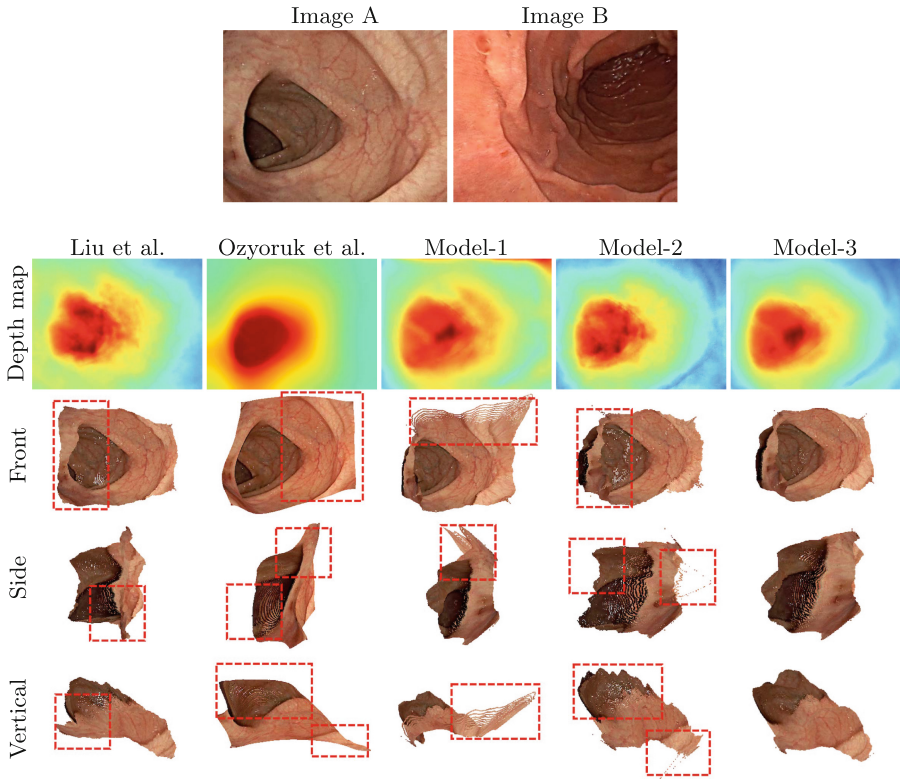 Image A Image B
Liu et al. Ozyoruk et al. Model-1 Model-2 Model-3
Depth map
Front
Side
Vertical